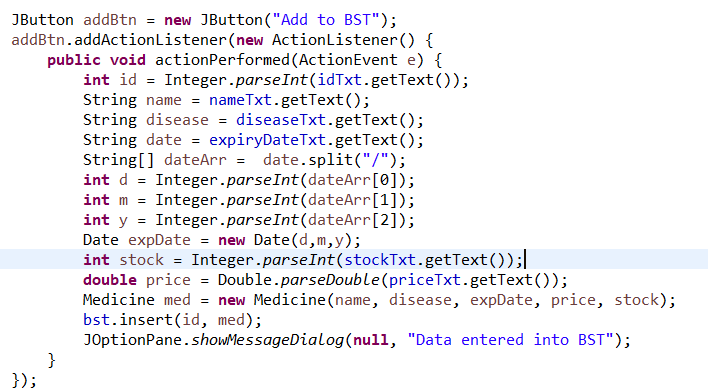 JButton addBtn = new JButton("Add to BST");
addBtn.addActionListener(new ActionListener() {
    public void actionPerformed(ActionEvent e) {
        int id = Integer.parseInt(idTxt.getText());
        String name = nameTxt.getText();
        String disease = diseaseTxt.getText();
        String date = expiryDateTxt.getText();
        String[] dateArr =  date.split("/");
        int d = Integer.parseInt(dateArr[0]);
        int m = Integer.parseInt(dateArr[1]);
        int y = Integer.parseInt(dateArr[2]);
        Date expDate = new Date(d,m,y);
        int stock = Integer.parseInt(stockTxt.getText());
        double price = Double.parseDouble(priceTxt.getText());
        Medicine med = new Medicine(name, disease, expDate, price, stock);
        bst.insert(id, med);
        JOptionPane.showMessageDialog(null, "Data entered into BST");
    }
});